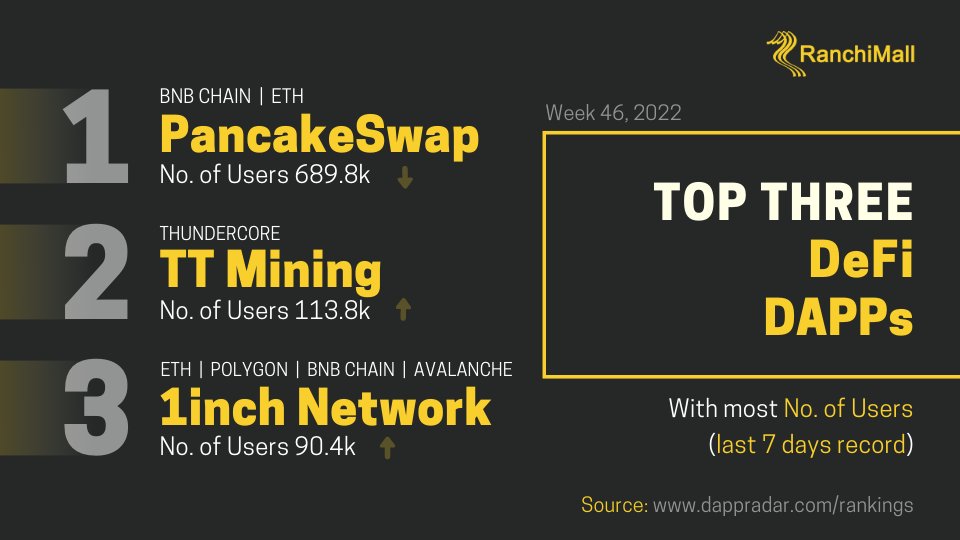 RanchiMall
1
BNB CHAIN | ETH
PancakeSwap
No. of Users 689.8k
2
THUNDERCORE
TT Mining
No. of Users 113.8k
3
ETH | POLYGON | BNB CHAIN | AVALANCHE
1inch Network
No. of Users 90.4k
Week 46, 2022
TOP THREE
DeFi
DAPPs
With most No. of Users
(last 7 days record)
Source: www.dappradar.com/rankings